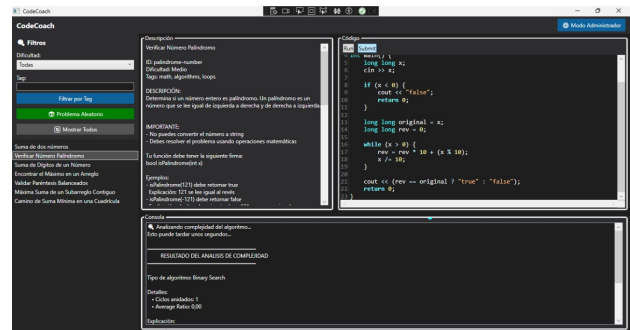 CodeCoach
CodeCoach
Modo Administrador
Filtros
Dificultad:
Todas
Tag:
Filtrar por Tag
Problema Aleatorio
Mostrar Todos
Suma de dos números
Verificar Número Palíndromo
Suma de Dígitos de un Número
Encontrar el Máximo en un Arreglo
Validar Paréntesis Balanceados
Máxima Suma de un Subarreglo Contiguo
Camino de Suma Mínima en una Cuadrícula
Descripción
Verificar Número Palíndromo
ID: palindrome-number
Dificultad: Medio
Tags: math, algorithms, loops
DESCRIPCIÓN:
Determina si un número entero es palíndromo. Un palíndromo es un
número que se lee igual de izquierda a derecha y de derecha a izquierda.
IMPORTANTE:
- No puedes convertir el número a string
- Debes resolver el problema usando operaciones matemáticas
Tu función debe tener la siguiente firma:
bool isPalindrome(int x)
Ejemplos:
- isPalindrome(121) debe retornar true
Explicación: 121 se lee igual al revés
- isPalindrome(-121) debe retornar false
Código
Run Submit
4 int main() {
5 long long x;
6 cin >> x;
7
8 if (x < 0) {
9 cout << "false";
10 return 0;
11 }
12
13 long long original = x;
14 long long rev = 0;
15
16 while (x > 0) {
17 rev = rev * 10 + (x % 10);
18 x /= 10;
19 }
20
21 cout << (rev == original ? "true" : "false");
22 return 0;
23 }
Consola
Analizando complejidad del algoritmo...
Esto puede tardar unos segundos...
RESULTADO DEL ANALISIS DE COMPLEJIDAD
Tipo de algoritmo: Binary Search
Detalles:
• Ciclos anidados: 1
• Average Ratio: 0,00
Explicación: